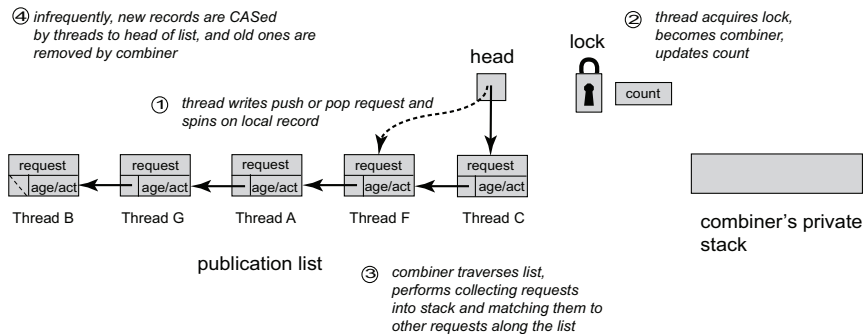 ④ infrequently, new records are CASed
by threads to head of list, and old ones are
removed by combiner
② thread acquires lock,
becomes combiner,
updates count
lock
head
count
① thread writes push or pop request and
spins on local record
request
age/act
Thread B
request
age/act
Thread G
request
age/act
Thread A
request
age/act
Thread F
request
age/act
Thread C
combiner's private
stack
publication list
③ combiner traverses list,
performs collecting requests
into stack and matching them to
other requests along the list